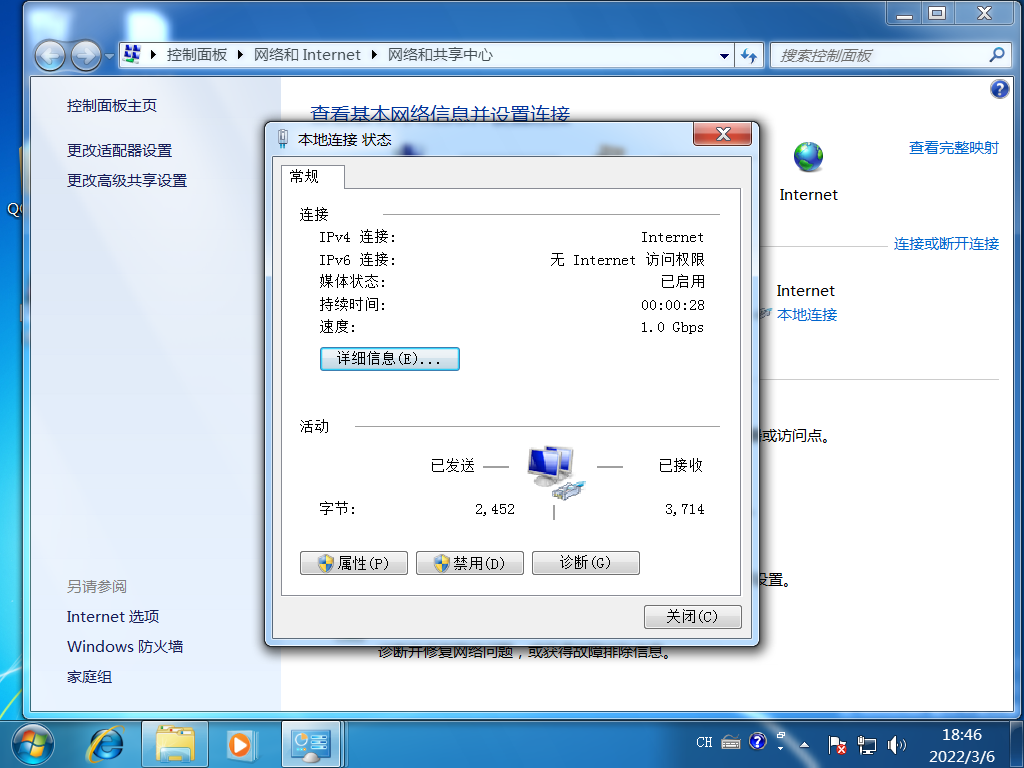 控制面板 网络和 Internet 网络和共享中心
搜索控制面板
控制面板主页
更改适配器设置
更改高级共享设置
查看基本网络信息并设置连接
查看完整映射
Internet
连接或断开连接
Internet
本地连接
或访问点。
设置。
诊断并修复网络问题，或获得故障排除信息。
本地连接 状态
常规
连接
IPv4 连接: Internet
IPv6 连接: 无 Internet 访问权限
媒体状态: 已启用
持续时间: 00:00:28
速度: 1.0 Gbps
详细信息(E)...
活动
已发送 已接收
字节: 2,452 3,714
属性(P) 禁用(D) 诊断(G)
关闭(C)
另请参阅
Internet 选项
Windows 防火墙
家庭组
CH
18:46
2022/3/6